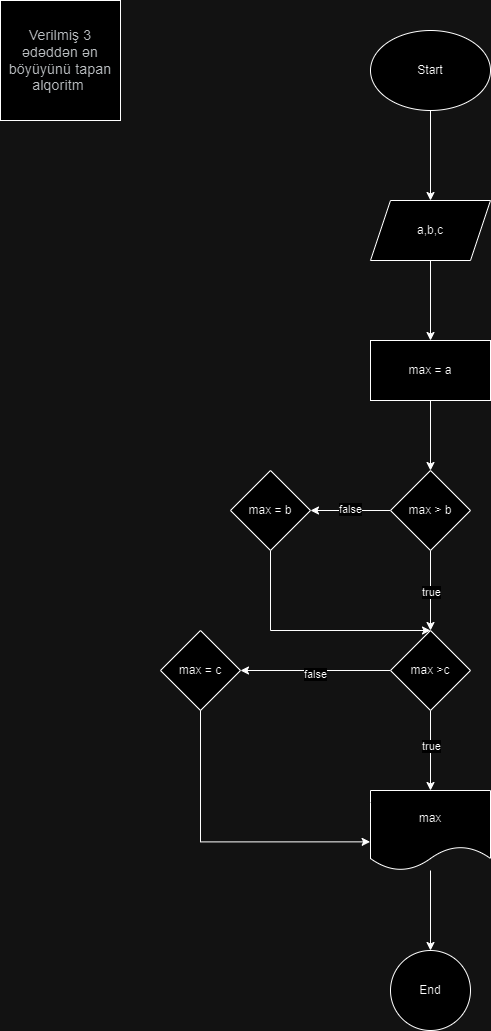 Verilmiş 3
ədəddən ən
böyüyünü tapan
alqoritm
Start
a,b,c
max = a
max = b
false
max > b
true
max = c
false
max >c
true
max
End